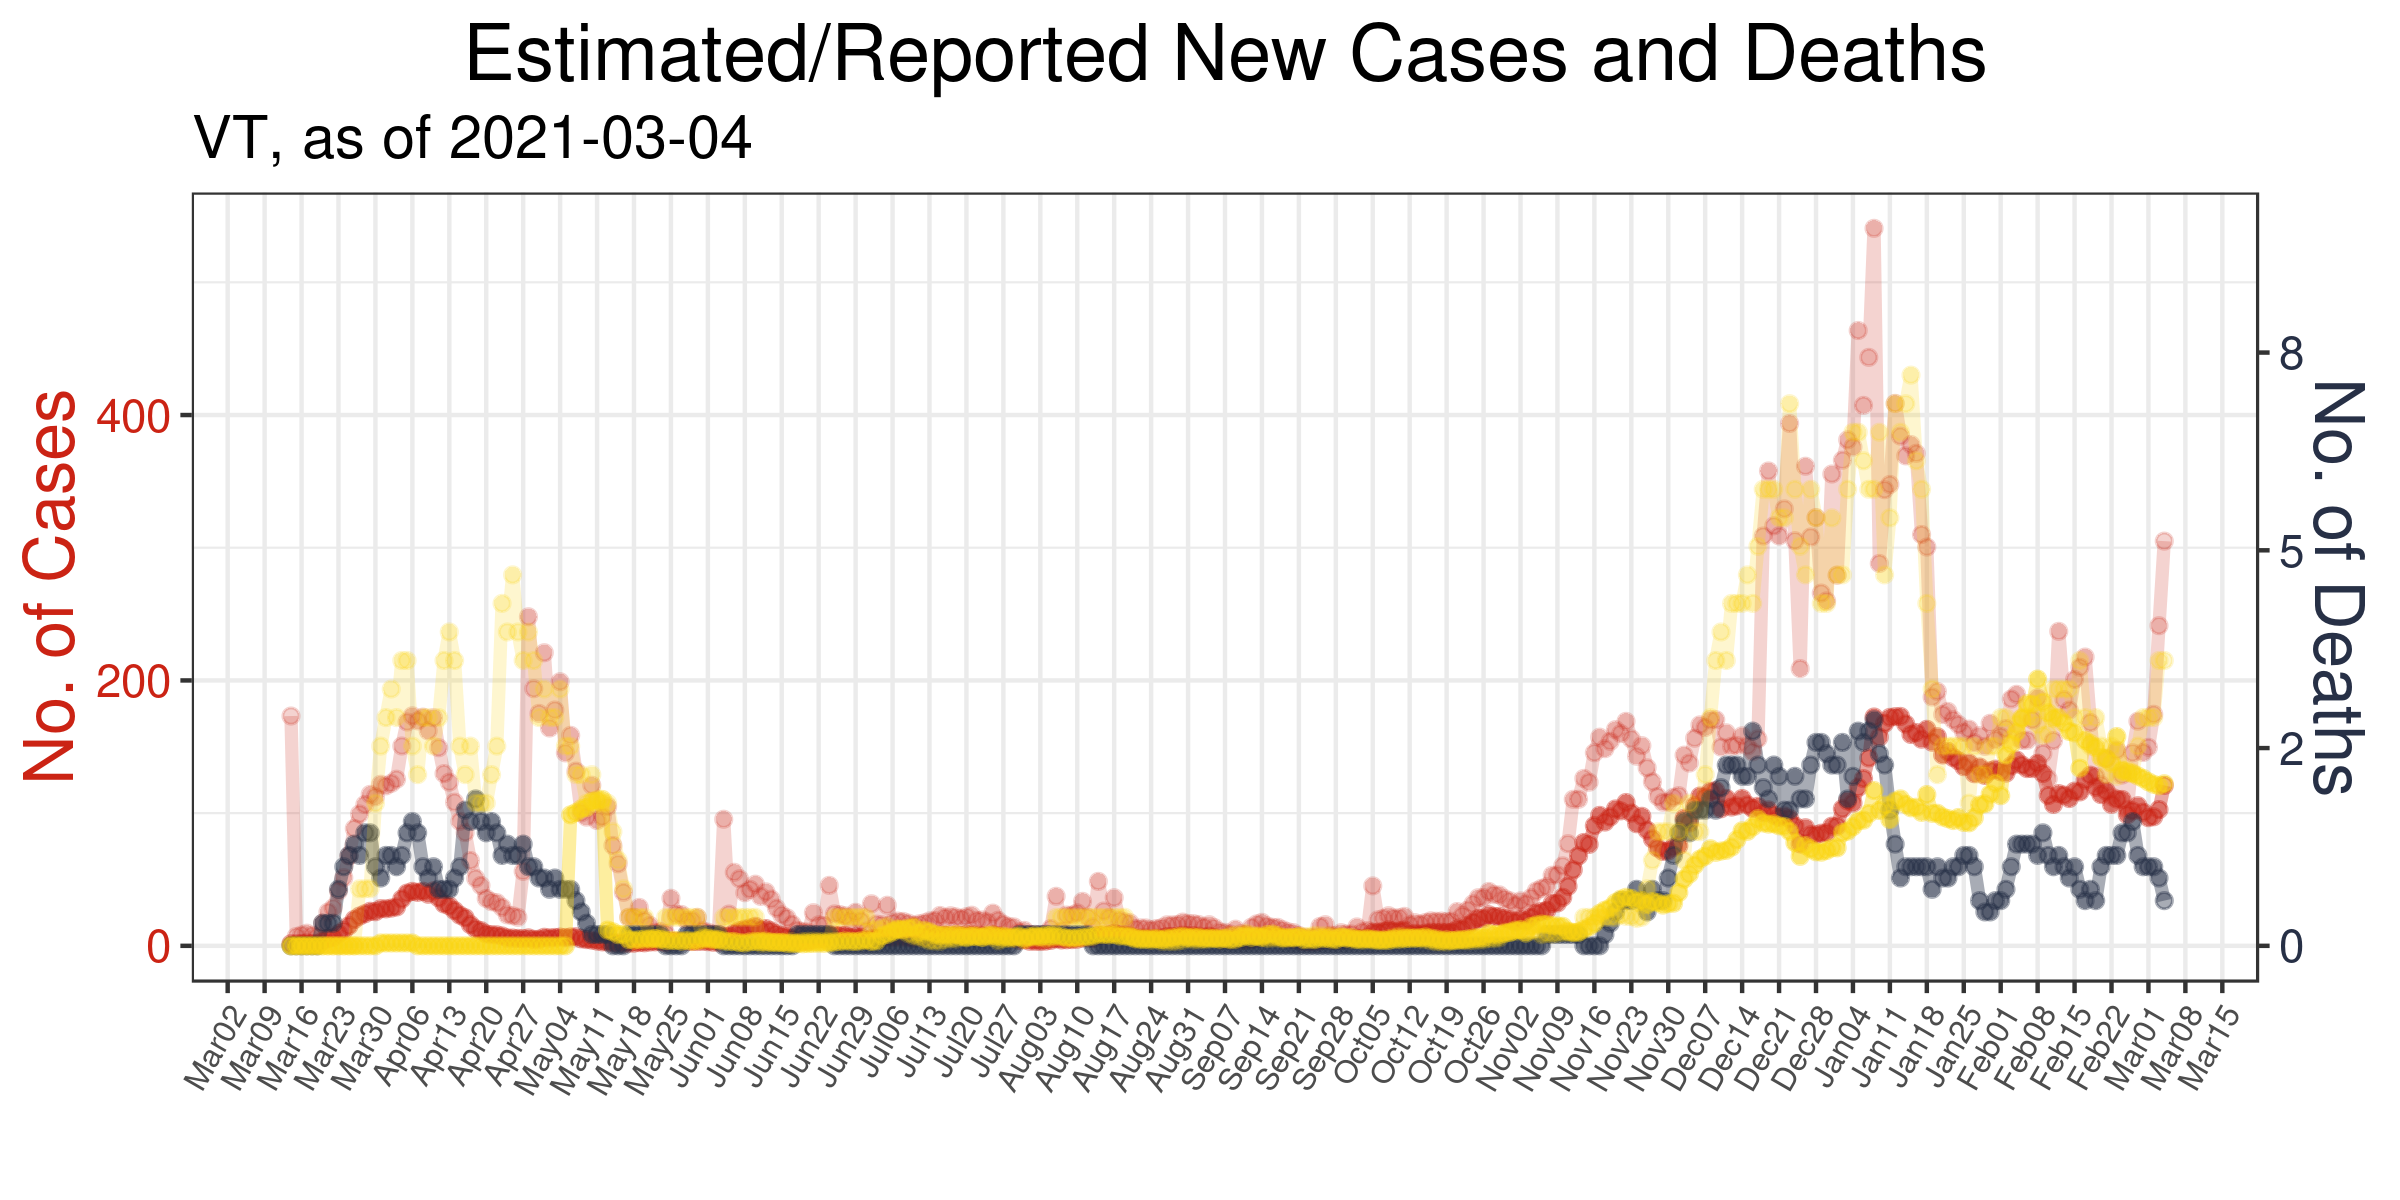 Estimated/Reported New Cases and Deaths
VT, as of 2021-03-04
No. of Cases
400
200
0
8
5
2
0
No. of Deaths
Mar02
Mar09
Mar16
Mar23
Mar30
Apr06
Apr13
Apr20
Apr27
May04
May11
May18
May25
Jun01
Jun08
Jun15
Jun22
Jun29
Jul06
Jul13
Jul20
Jul27
Aug03
Aug10
Aug17
Aug24
Aug31
Sep07
Sep14
Sep21
Sep28
Oct05
Oct12
Oct19
Oct26
Nov02
Nov09
Nov16
Nov23
Nov30
Dec07
Dec14
Dec21
Dec28
Jan04
Jan11
Jan18
Jan25
Feb01
Feb08
Feb15
Feb22
Mar01
Mar08
Mar15